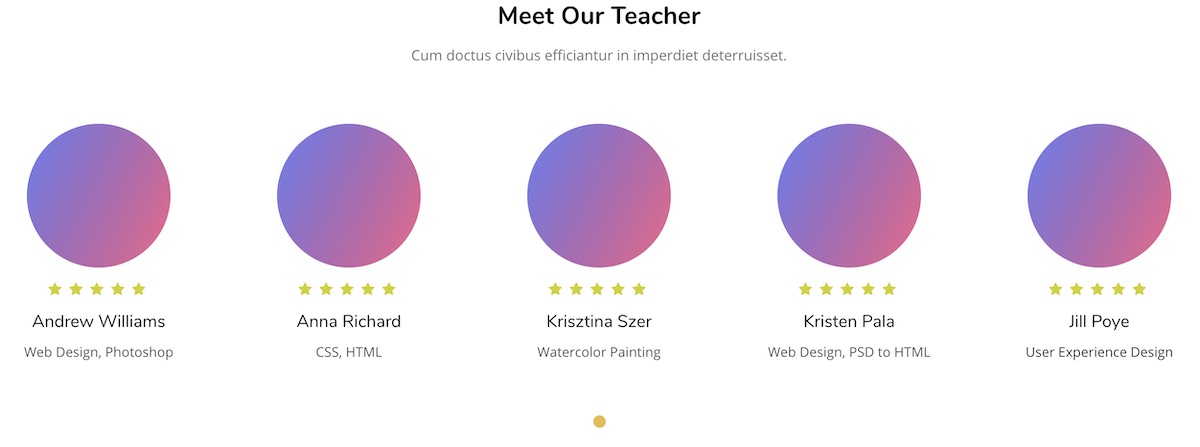 Meet Our Teacher
Cum doctus civibus efficiantur in imperdiet deterruisset.
Andrew Williams
Web Design, Photoshop
Anna Richard
CSS, HTML
Krisztina Szer
Watercolor Painting
Kristen Pala
Web Design, PSD to HTML
Jill Poye
User Experience Design